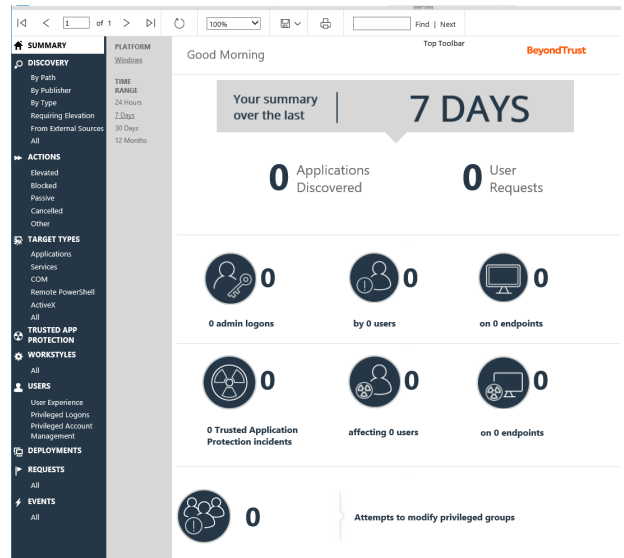 1 of 1
100%
Find | Next
Top Toolbar
SUMMARY
DISCOVERY
By Path
By Publisher
By Type
Requiring Elevation
From External Sources
All
ACTIONS
Elevated
Blocked
Passive
Cancelled
Other
TARGET TYPES
Applications
Services
COM
Remote PowerShell
ActiveX
All
TRUSTED APP
PROTECTION
WORKSTYLES
All
USERS
User Experience
Privileged Logons
Privileged Account
Management
DEPLOYMENTS
REQUESTS
All
EVENTS
All
PLATFORM
Windows
TIME
RANGE
24 Hours
7 Days
30 Days
12 Months
Good Morning
BeyondTrust
Your summary
over the last
7 DAYS
0 Applications
Discovered
0 User
Requests
0
0
0
0 admin logons
by 0 users
on 0 endpoints
0
0
0
0 Trusted Application
Protection incidents
affecting 0 users
on 0 endpoints
0
Attempts to modify privileged groups